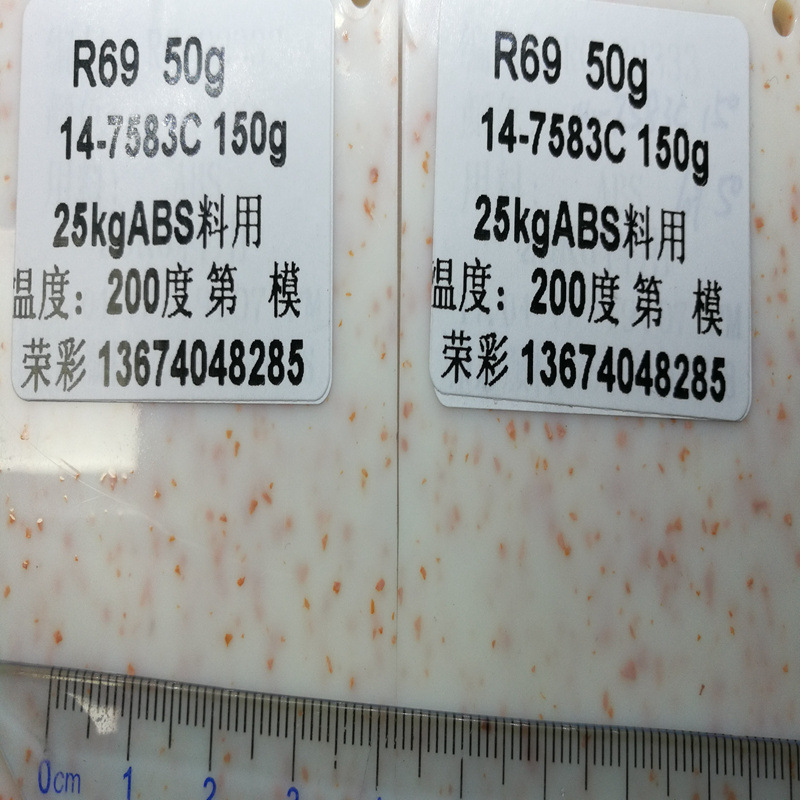 R69 50g
14-7583C 150g
25kgABS料用
温度：200度 第 模
荣彩 13674048285
R69 50g
14-7583C 150g
25kgABS料用
温度：200度 第 模
荣彩 13674048285
0cm 1 2 3